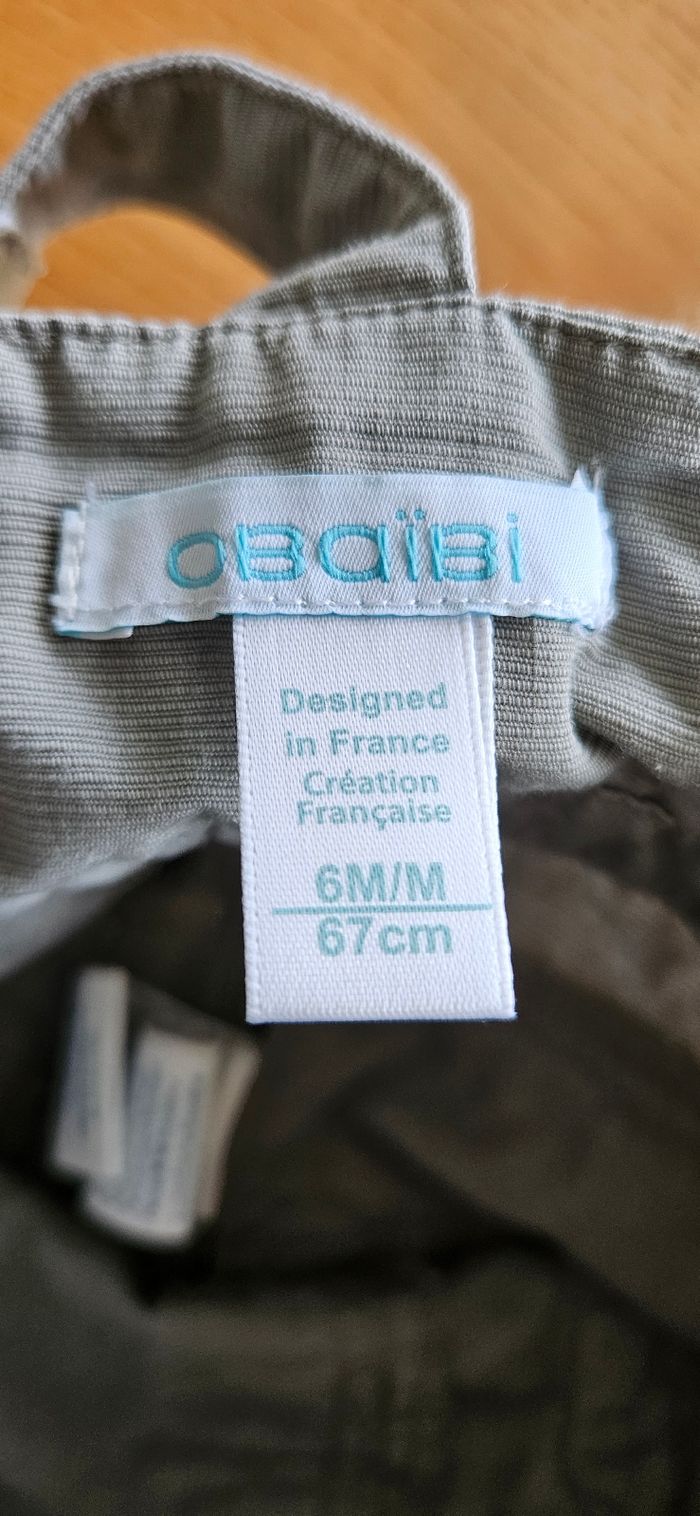 OBaïBi
Designed
in France
Création
Française
6M/M
67cm